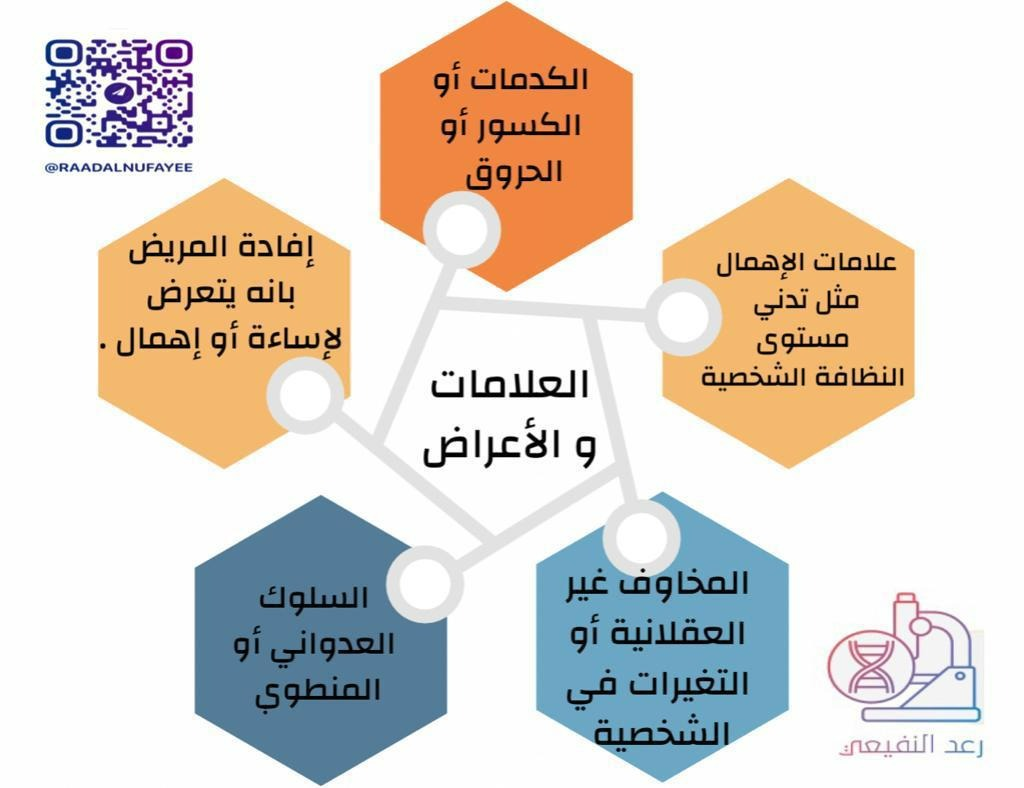 @RAADALNUFAYEE
الكدمات أو
الكسور أو
الحروق
علامات الإهمال
مثل تدني
مستوى
النظافة الشخصية
إفادة المريض
بانه يتعرض
لإساءة أو إهمال .
العلامات
و الأعراض
المخاوف غير
العقلانية أو
التغيرات في
الشخصية
السلوك
العدواني أو
المنطوي
رعد النفيعي